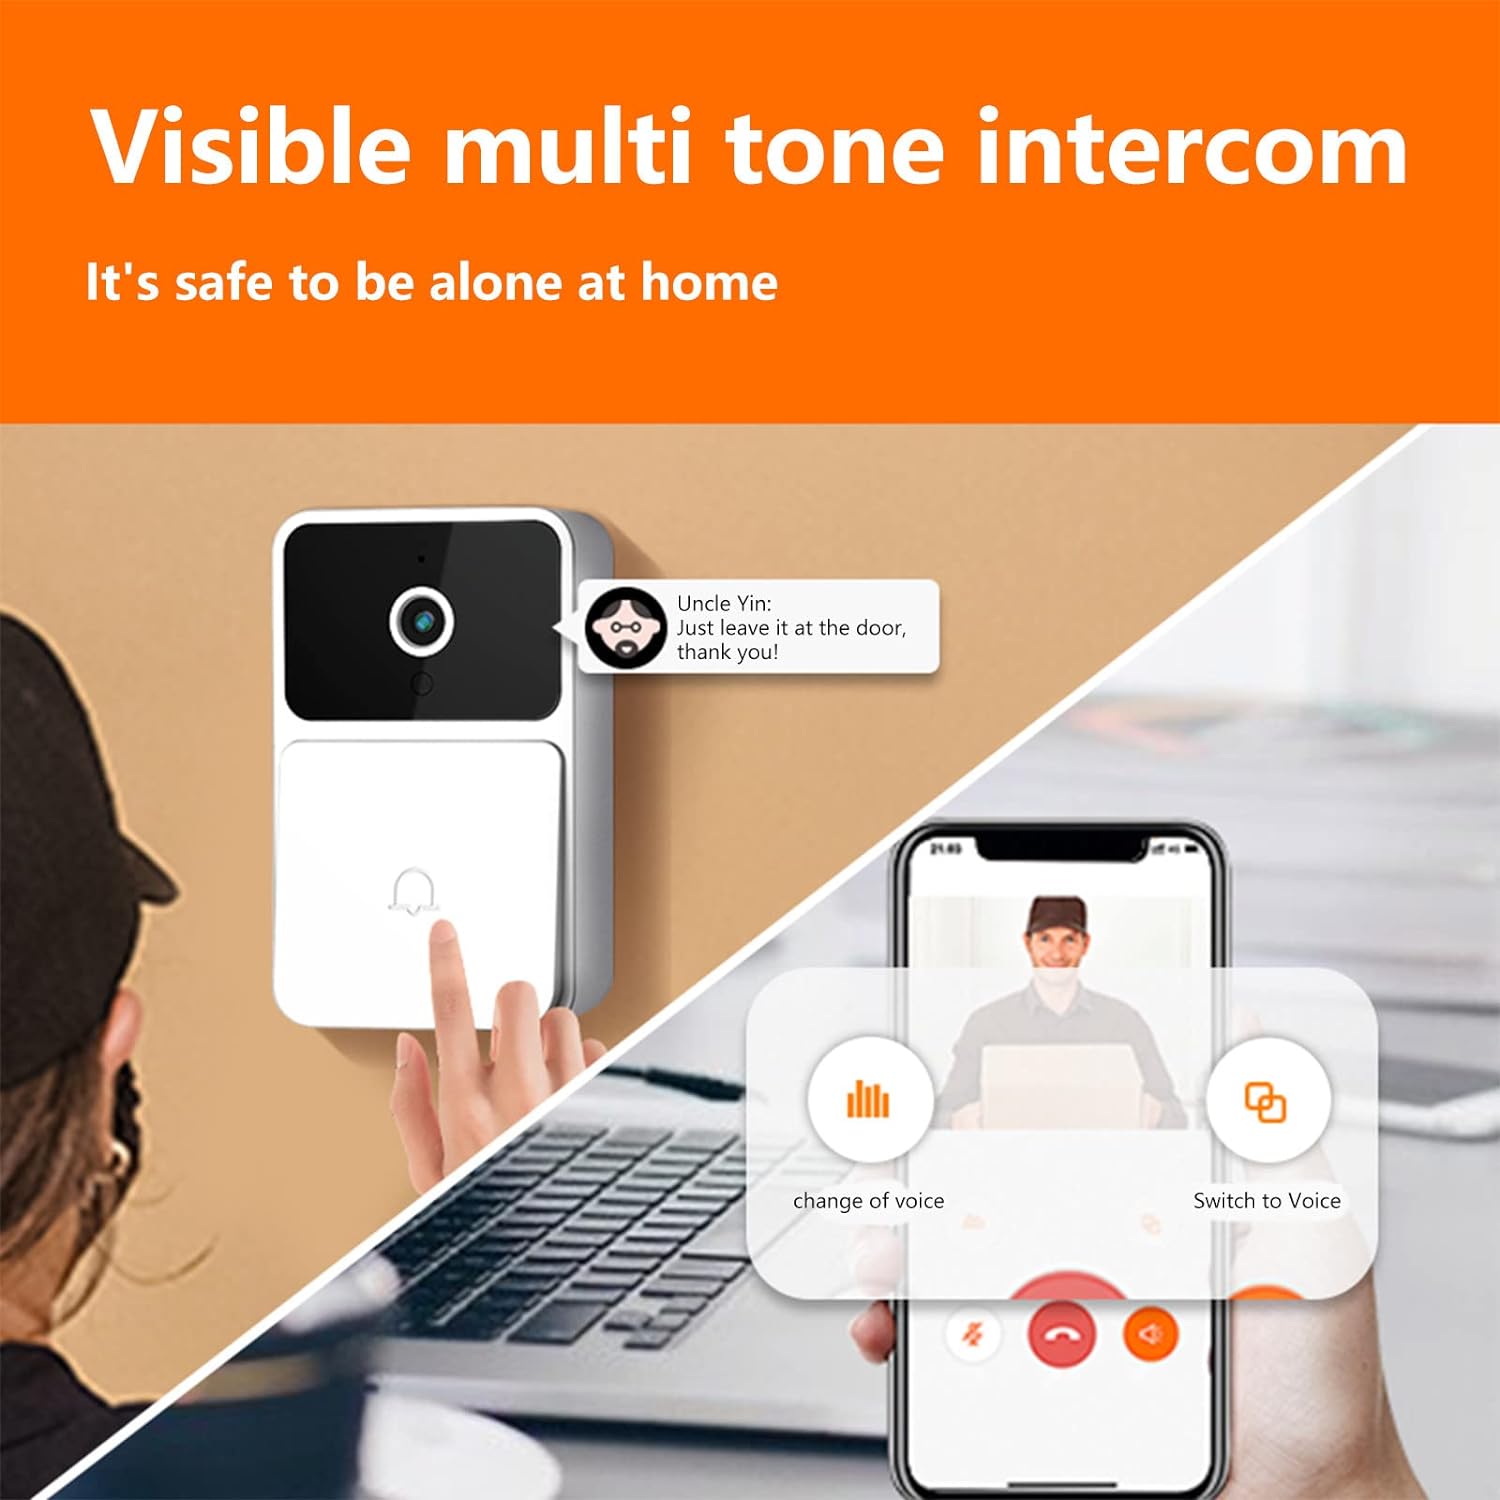 Visible multi tone intercom
It's safe to be alone at home
Uncle Yin:
Just leave it at the door,
thank you!
change of voice
Switch to Voice